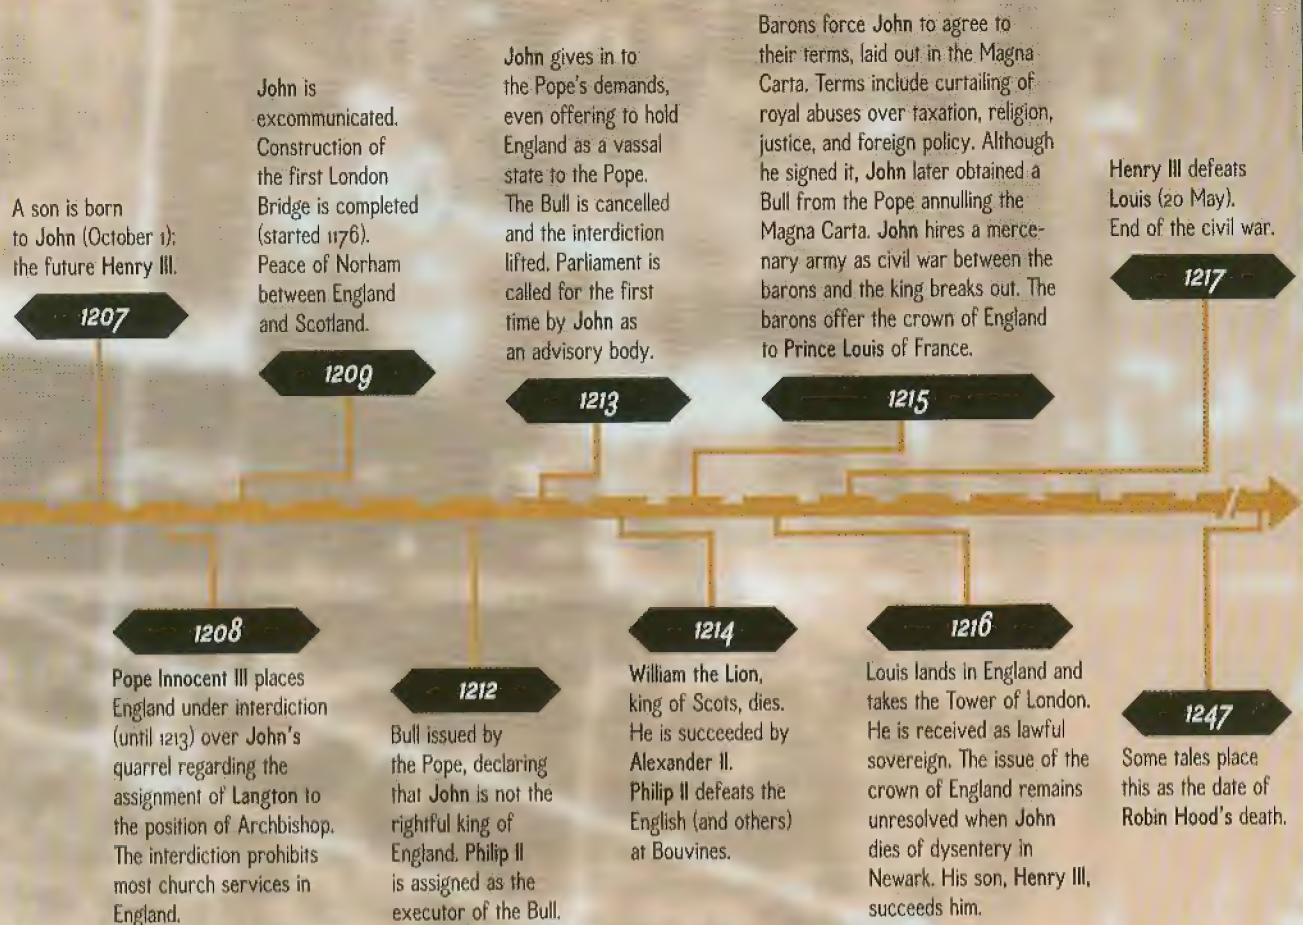 A son is born
to John (October 1);
the future Henry III.
1207
John is
excommunicated.
Construction of
the first London
Bridge is completed
(started 1176).
Peace of Norham
between England
and Scotland.
1209
John gives in to
the Pope's demands,
even offering to hold
England as a vassal
state to the Pope.
The Bull is cancelled
and the interdiction
lifted. Parliament is
called for the first
time by John as
an advisory body.
1213
Barons force John to agree to
their terms, laid out in the Magna
Carta. Terms include curtailing of
royal abuses over taxation, religion,
justice, and foreign policy. Although
he signed it, John later obtained a
Bull from the Pope annulling the
Magna Carta. John hires a merce-
nary army as civil war between the
barons and the king breaks out. The
barons offer the crown of England
to Prince Louis of France.
1215
Henry III defeats
Louis (20 May).
End of the civil war.
1217
1208
Pope Innocent III places
England under interdiction
(until 1213) over John's
quarrel regarding the
assignment of Langton to
the position of Archbishop.
The interdiction prohibits
most church services in
England.
1212
Bull issued by
the Pope, declaring
that John is not the
rightful king of
England. Philip II
is assigned as the
executor of the Bull.
1214
William the Lion,
king of Scots, dies.
He is succeeded by
Alexander II.
Philip II defeats the
English (and others)
at Bouvines.
1216
Louis lands in England and
takes the Tower of London.
He is received as lawful
sovereign. The issue of the
crown of England remains
unresolved when John
dies of dysentery in
Newark. His son, Henry III,
succeeds him.
1247
Some tales place
this as the date of
Robin Hood's death.